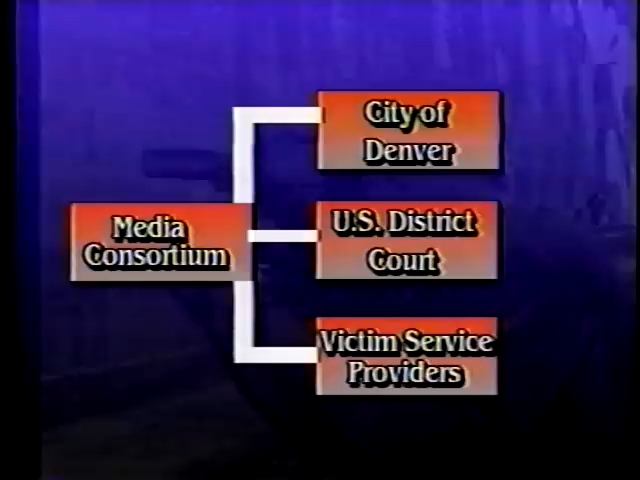 City of
Denver
Media
Consortium
U.S. District
Court
Victim Service
Providers